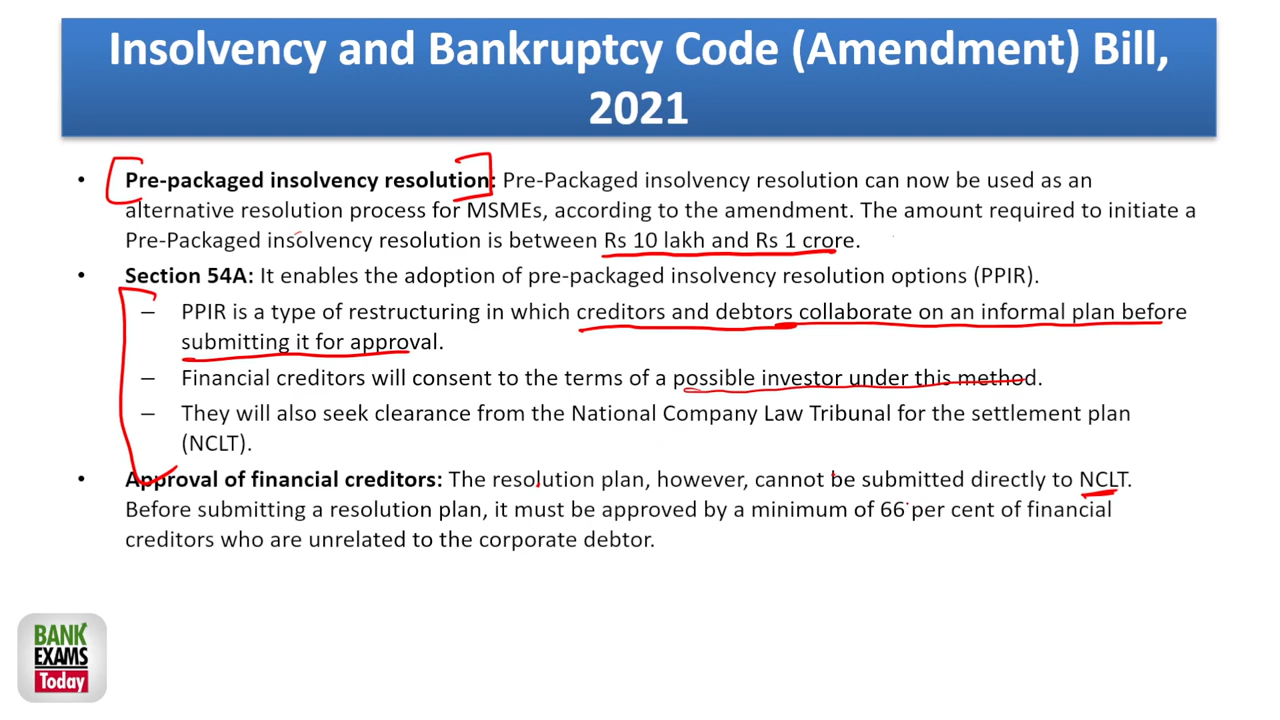 Insolvency and Bankruptcy Code (Amendment) Bill,
2021
• Pre-packaged insolvency resolution: Pre-Packaged insolvency resolution can now be used as an
alternative resolution process for MSMEs, according to the amendment. The amount required to initiate a
Pre-Packaged insolvency resolution is between Rs 10 lakh and Rs 1 crore.
• Section 54A: It enables the adoption of pre-packaged insolvency resolution options (PPIR).
– PPIR is a type of restructuring in which creditors and debtors collaborate on an informal plan before
submitting it for approval.
– Financial creditors will consent to the terms of a possible investor under this method.
– They will also seek clearance from the National Company Law Tribunal for the settlement plan
(NCLT).
• Approval of financial creditors: The resolution plan, however, cannot be submitted directly to NCLT.
Before submitting a resolution plan, it must be approved by a minimum of 66 per cent of financial
creditors who are unrelated to the corporate debtor.
BANK
EXAMS
Today